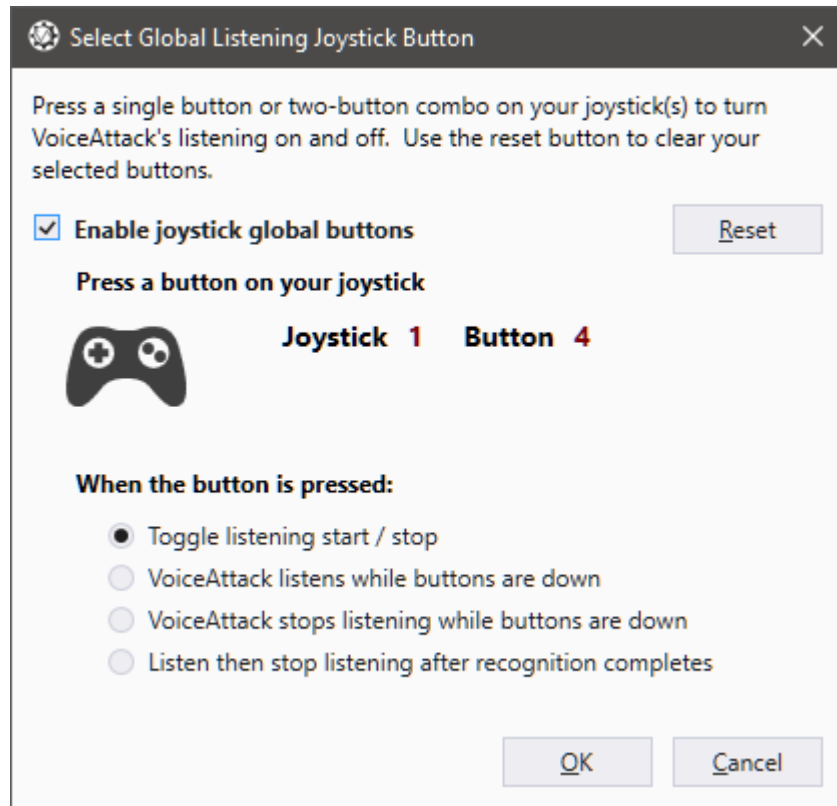 Select Global Listening Joystick Button
Press a single button or two-button combo on your joystick(s) to turn
VoiceAttack's listening on and off.  Use the reset button to clear your
selected buttons.
Enable joystick global buttons
Reset
Press a button on your joystick
Joystick 1 Button 4
When the button is pressed:
Toggle listening start / stop
VoiceAttack listens while buttons are down
VoiceAttack stops listening while buttons are down
Listen then stop listening after recognition completes
OK
Cancel